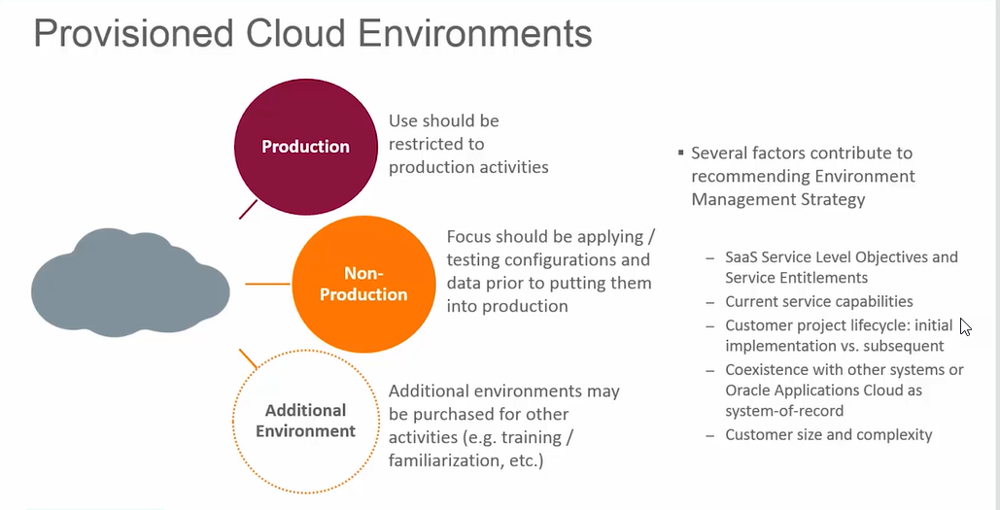 Provisioned Cloud Environments
Production
Use should be
restricted to
production activities
Non-
Production
Focus should be applying /
testing configurations and
data prior to putting them
into production
Additional
Environment
Additional environments may
be purchased for other
activities (e.g. training /
familiarization, etc.)
▪ Several factors contribute to
recommending Environment
Management Strategy
– SaaS Service Level Objectives and
Service Entitlements
– Current service capabilities
– Customer project lifecycle: initial
implementation vs. subsequent
– Coexistence with other systems or
Oracle Applications Cloud as
system-of-record
– Customer size and complexity